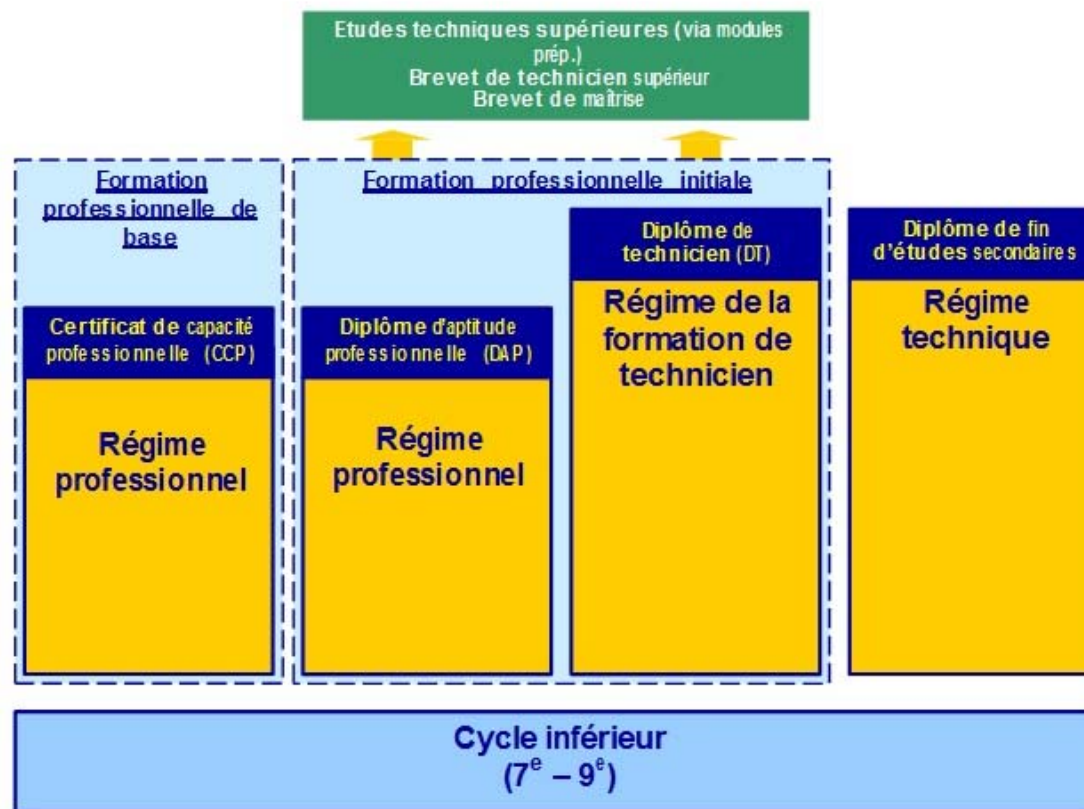 Etudes techniques supérieures (via modules
prép.)
Brevet de technicien supérieur
Brevet de maîtrise
Formation
professionnelle de
base
Formation professionnelle initiale
Certificat de capacité
professionnelle (CCP)
Régime
professionnel
Diplôme d'aptitude
professionnelle (DAP)
Régime
professionnel
Diplôme de
technicien (DT)
Régime de la
formation de
technicien
Diplôme de fin
d'études secondaires
Régime
technique
Cycle inférieur
(7e – 9e)